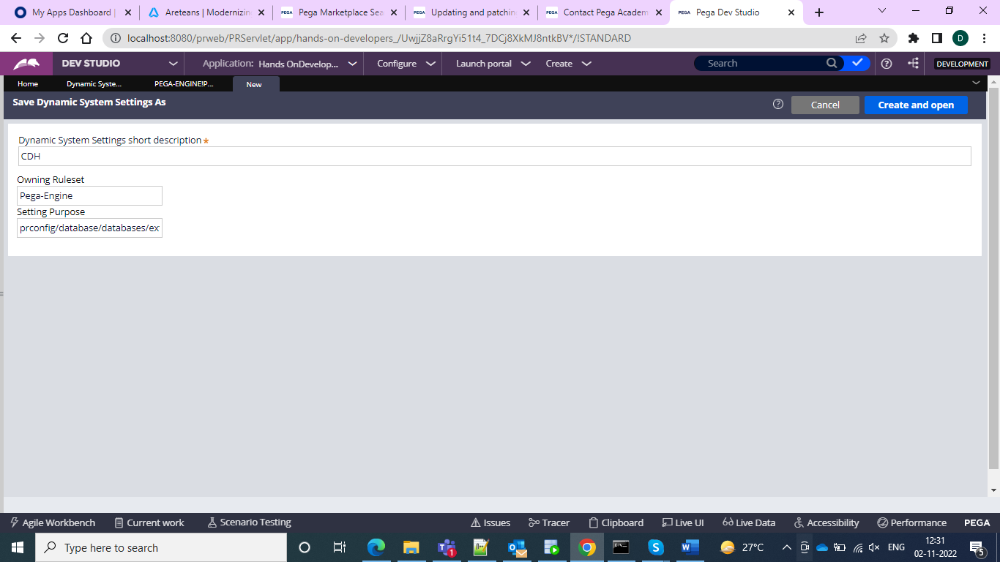 My Apps Dashboard |
Areteans | Modernizin
PEGA Pega Marketplace Sea
PEGA Updating and patchin
PEGA Contact Pega Academ
PEGA Pega Dev Studio
localhost:8080/prweb/PRServlet/app/hands-on-developers_/UwjjZ8aRrgYi51t4_7DCj8XkMJ8ntkBV*/!STANDARD
D
DEV STUDIO
Application: Hands OnDevelop...
Configure
Launch portal
Create
Search
DEVELOPMENT
Home
Dynamic Syste...
PEGA-ENGINE!P...
New
Save Dynamic System Settings As
Cancel
Create and open
Dynamic System Settings short description *
CDH
Owning Ruleset
Pega-Engine
Setting Purpose
prconfig/database/databases/ex
Agile Workbench
Current work
Scenario Testing
Issues
Tracer
Clipboard
Live UI
Live Data
Accessibility
Performance
PEGA
Type here to search
1
27°C
ENG
12:31
02-11-2022
5